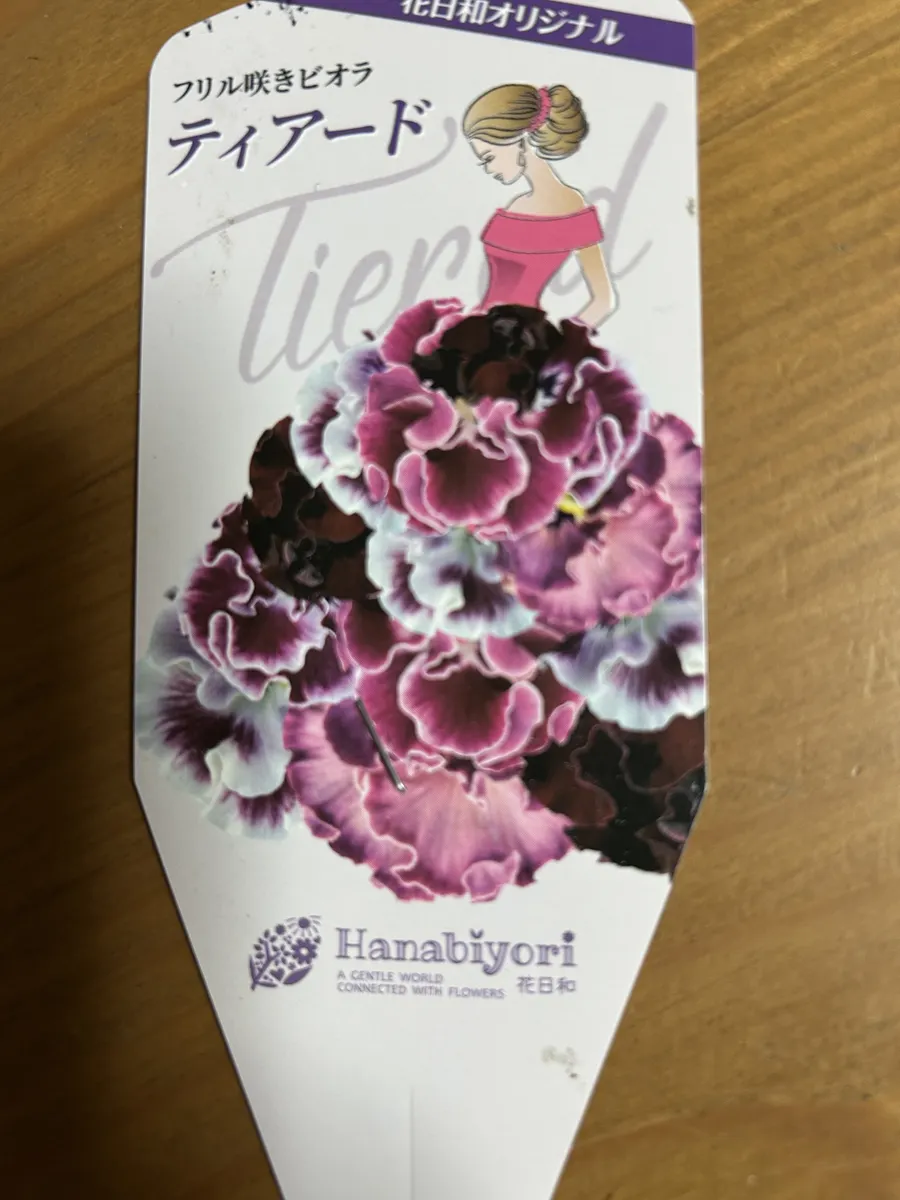 花日和オリジナル
フリル咲きビオラ
ティアード
Tiered
Hanabiyori
A GENTLE WORLD
CONNECTED WITH FLOWERS
花日和